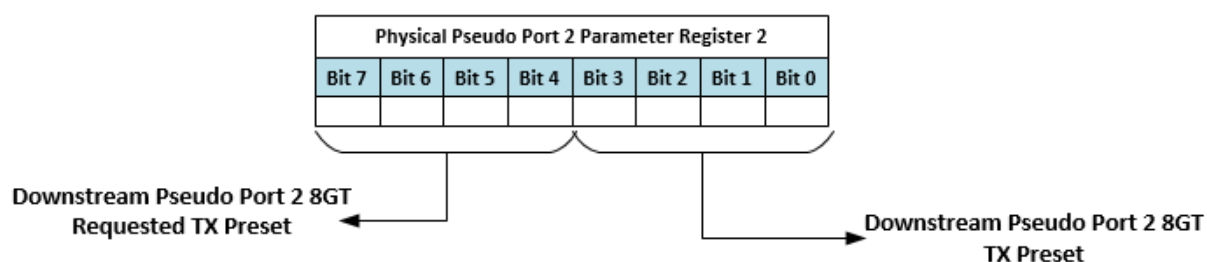 Physical Pseudo Port 2 Parameter Register 2
Bit 7 Bit 6 Bit 5 Bit 4 Bit 3 Bit 2 Bit 1 Bit 0
Downstream Pseudo Port 2 8GT
Requested TX Preset
Downstream Pseudo Port 2 8GT
TX Preset